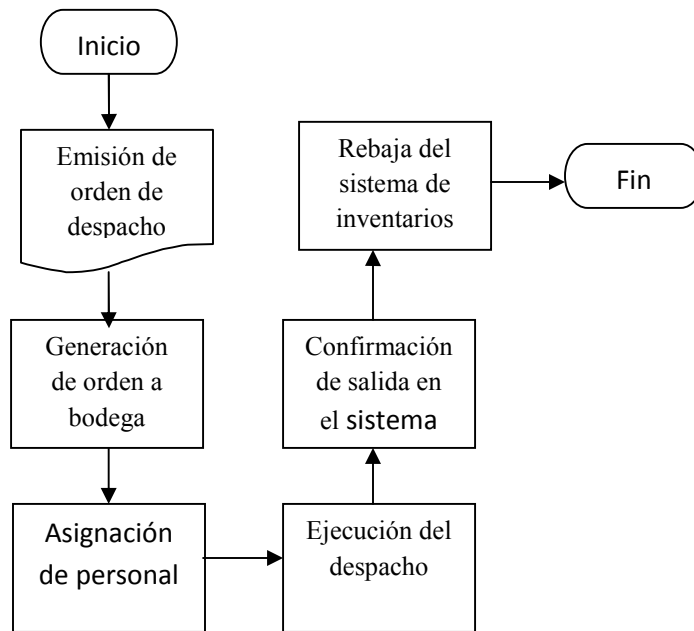 Inicio
Emisión de
orden de
despacho
Generación
de orden a
bodega
Asignación
de personal
Ejecución del
despacho
Confirmación
de salida en
el sistema
Rebaja del
sistema de
inventarios
Fin